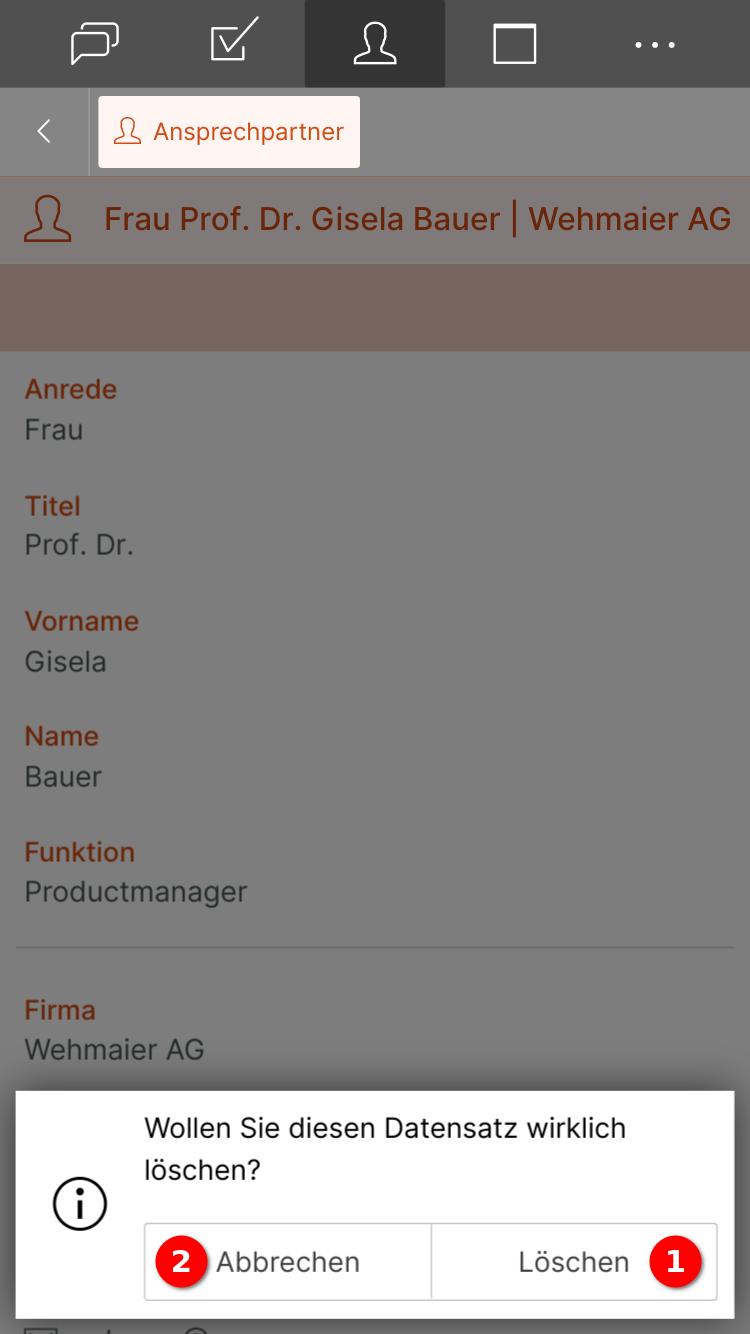 Ansprechpartner
Frau Prof. Dr. Gisela Bauer | Wehmaier AG
Anrede
Frau
Titel
Prof. Dr.
Vorname
Gisela
Name
Bauer
Funktion
Productmanager
Firma
Wehmaier AG
Wollen Sie diesen Datensatz wirklich
löschen?
2 Abbrechen Löschen 1